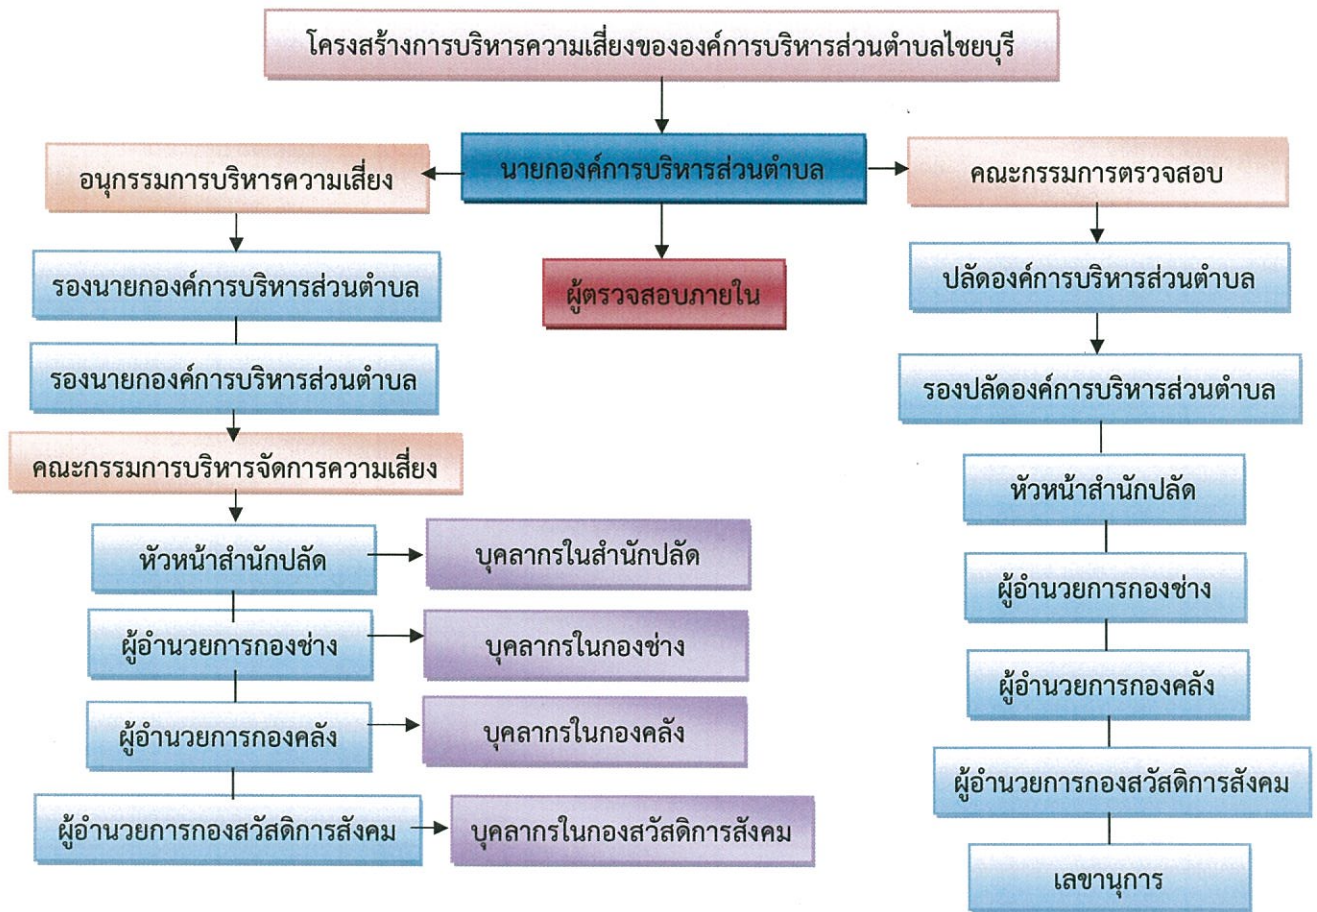 โครงสร้างการบริหารความเสี่ยงขององค์การบริหารส่วนตำบลไชยบุรี
นายกองค์การบริหารส่วนตำบล
อนุกรรมการบริหารความเสี่ยง
คณะกรรมการตรวจสอบ
ผู้ตรวจสอบภายใน
รองนายกองค์การบริหารส่วนตำบล
รองนายกองค์การบริหารส่วนตำบล
คณะกรรมการบริหารจัดการความเสี่ยง
หัวหน้าสำนักปลัด
บุคลากรในสำนักปลัด
ผู้อำนวยการกองช่าง
บุคลากรในกองช่าง
ผู้อำนวยการกองคลัง
บุคลากรในกองคลัง
ผู้อำนวยการกองสวัสดิการสังคม
บุคลากรในกองสวัสดิการสังคม
ปลัดองค์การบริหารส่วนตำบล
รองปลัดองค์การบริหารส่วนตำบล
หัวหน้าสำนักปลัด
ผู้อำนวยการกองช่าง
ผู้อำนวยการกองคลัง
ผู้อำนวยการกองสวัสดิการสังคม
เลขานุการ